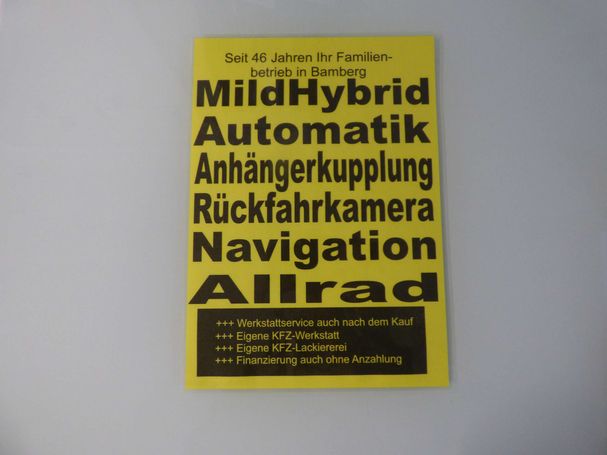 Seit 46 Jahren Ihr Familien-
betrieb in Bamberg
MildHybrid
Automatik
Anhängerkupplung
Rückfahrkamera
Navigation
Allrad
+++ Werkstattservice auch nach dem Kauf
+++ Eigene KFZ-Werkstatt
+++ Eigene KFZ-Lackiererei
+++ Finanzierung auch ohne Anzahlung